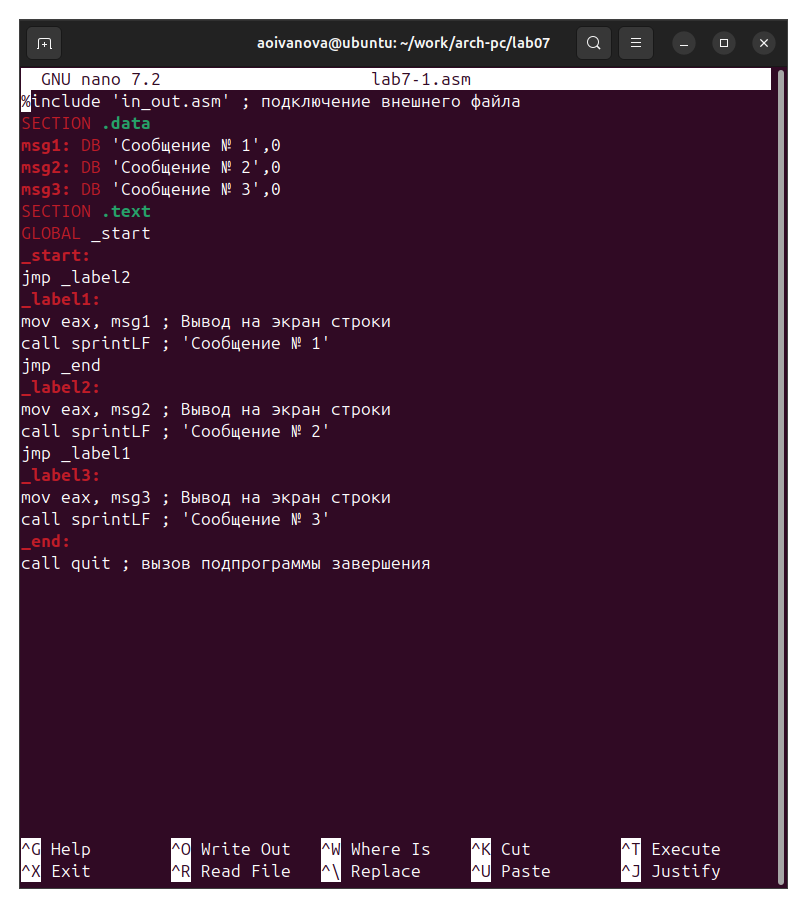 aoivanova@ubuntu: ~/work/arch-pc/lab07
GNU nano 7.2 lab7-1.asm
%include 'in_out.asm' ; подключение внешнего файла
SECTION .data
msg1: DB 'Сообщение № 1',0
msg2: DB 'Сообщение № 2',0
msg3: DB 'Сообщение № 3',0
SECTION .text
GLOBAL _start
_start:
jmp _label2
_label1:
mov eax, msg1 ; Вывод на экран строки
call sprintLF ; 'Сообщение № 1'
jmp _end
_label2:
mov eax, msg2 ; Вывод на экран строки
call sprintLF ; 'Сообщение № 2'
jmp _label1
_label3:
mov eax, msg3 ; Вывод на экран строки
call sprintLF ; 'Сообщение № 3'
_end:
call quit ; вызов подпрограммы завершения
^G Help ^O Write Out ^W Where Is ^K Cut ^T Execute
^X Exit ^R Read File ^\ Replace ^U Paste ^J Justify